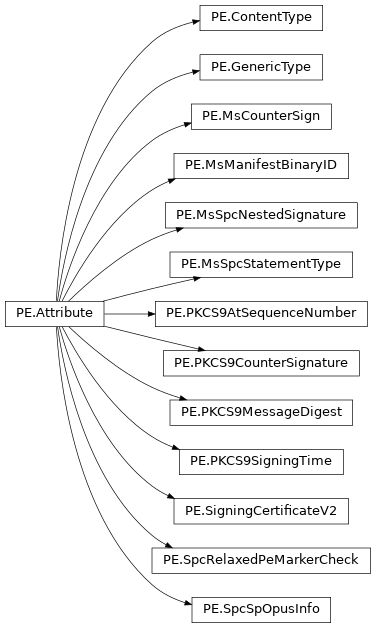 PE.ContentType
PE.GenericType
PE.MsCounterSign
PE.MsManifestBinaryID
PE.MsSpcNestedSignature
PE.MsSpcStatementType
PE.Attribute
PE.PKCS9AtSequenceNumber
PE.PKCS9CounterSignature
PE.PKCS9MessageDigest
PE.PKCS9SigningTime
PE.SigningCertificateV2
PE.SpcRelaxedPeMarkerCheck
PE.SpcSpOpusInfo